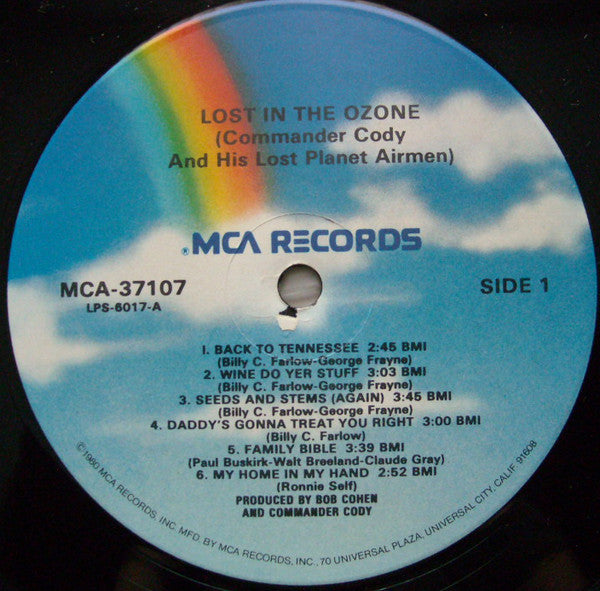 LOST IN THE OZONE
(Commander Cody
And His Lost Planet Airmen)
® MCA RECORDS
MCA-37107
LPS-6017-A
SIDE 1
1. BACK TO TENNESSEE 2:45 BMI
(Billy C. Farlow-George Frayne)
2. WINE DO YER STUFF 3:03 BMI
(Billy C. Farlow-George Frayne)
3. SEEDS AND STEMS (AGAIN) 3:45 BMI
(Billy C. Farlow-George Frayne)
4. DADDY'S GONNA TREAT YOU RIGHT 3:00 BMI
(Billy C. Farlow)
5. FAMILY BIBLE 3:39 BMI
(Paul Buskirk-Walt Breeland-Claude Gray)
6. MY HOME IN MY HAND 2:52 BMI
(Ronnie Self)
PRODUCED BY BOB COHEN
AND COMMANDER CODY
©1980 MCA RECORDS, INC. MFD. BY MCA RECORDS, INC., 70 UNIVERSAL PLAZA, UNIVERSAL CITY, CALIF. 91608